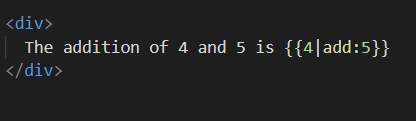 <div>
The addition of 4 and 5 is {{4|add:5}}
</div>